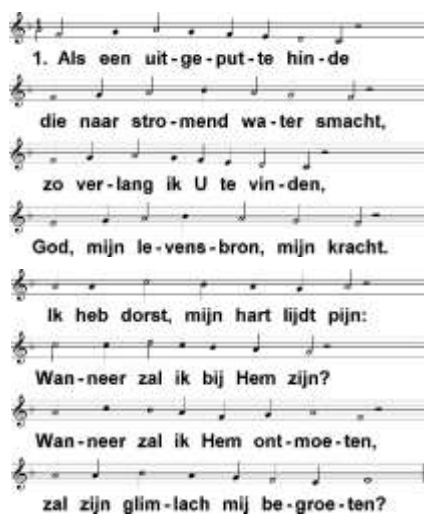 1. Als een uit-ge-put-te hin-de
die naar stro-mend wa-ter smacht,
zo ver-lang ik U te vin-den,
God, mijn le-vens-bron, mijn kracht.
Ik heb dorst, mijn hart lijdt pijn:
Wan-neer zal ik bij Hem zijn?
Wan-neer zal ik Hem ont-moe-ten,
zal zijn glim-lach mij be-groe-ten?